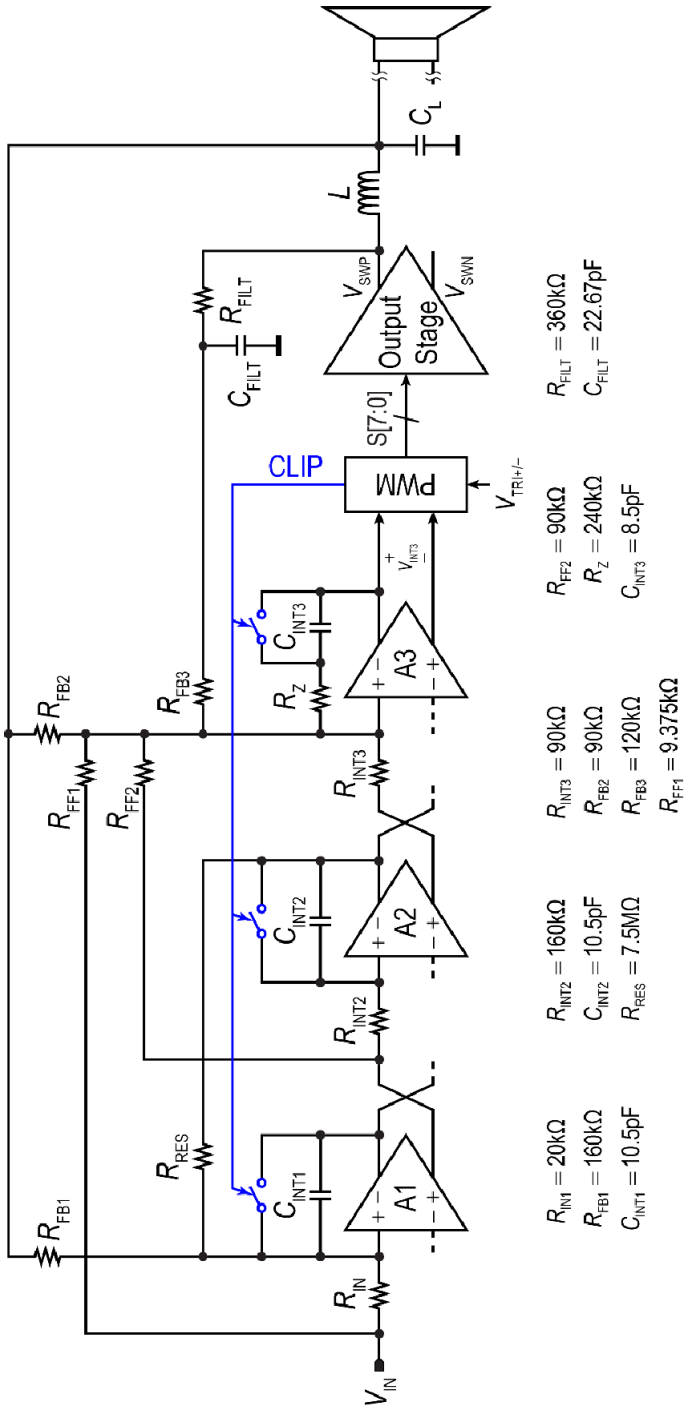 R_FB1
R_FF1
R_FF2
R_FB2
R_RES
R_FB3
R_FILT
C_FILT
CLIP
C_INT1
C_INT2
C_INT3
R_Z
V_IN
R_IN
+ −
A1
− +
R_INT2
+ −
A2
− +
R_INT3
+ −
A3
− +
+
V_INT3
−
PWM
V_TRI+/−
S[7:0]
Output
Stage
V_SWP
V_SWN
L
C_L
R_IN1 = 20kΩ
R_FB1 = 160kΩ
C_INT1 = 10.5pF
R_INT2 = 160kΩ
C_INT2 = 10.5pF
R_RES = 7.5MΩ
R_INT3 = 90kΩ
R_FB2 = 90kΩ
R_FB3 = 120kΩ
R_FF1 = 9.375kΩ
R_FF2 = 90kΩ
R_Z = 240kΩ
C_INT3 = 8.5pF
R_FILT = 360kΩ
C_FILT = 22.67pF